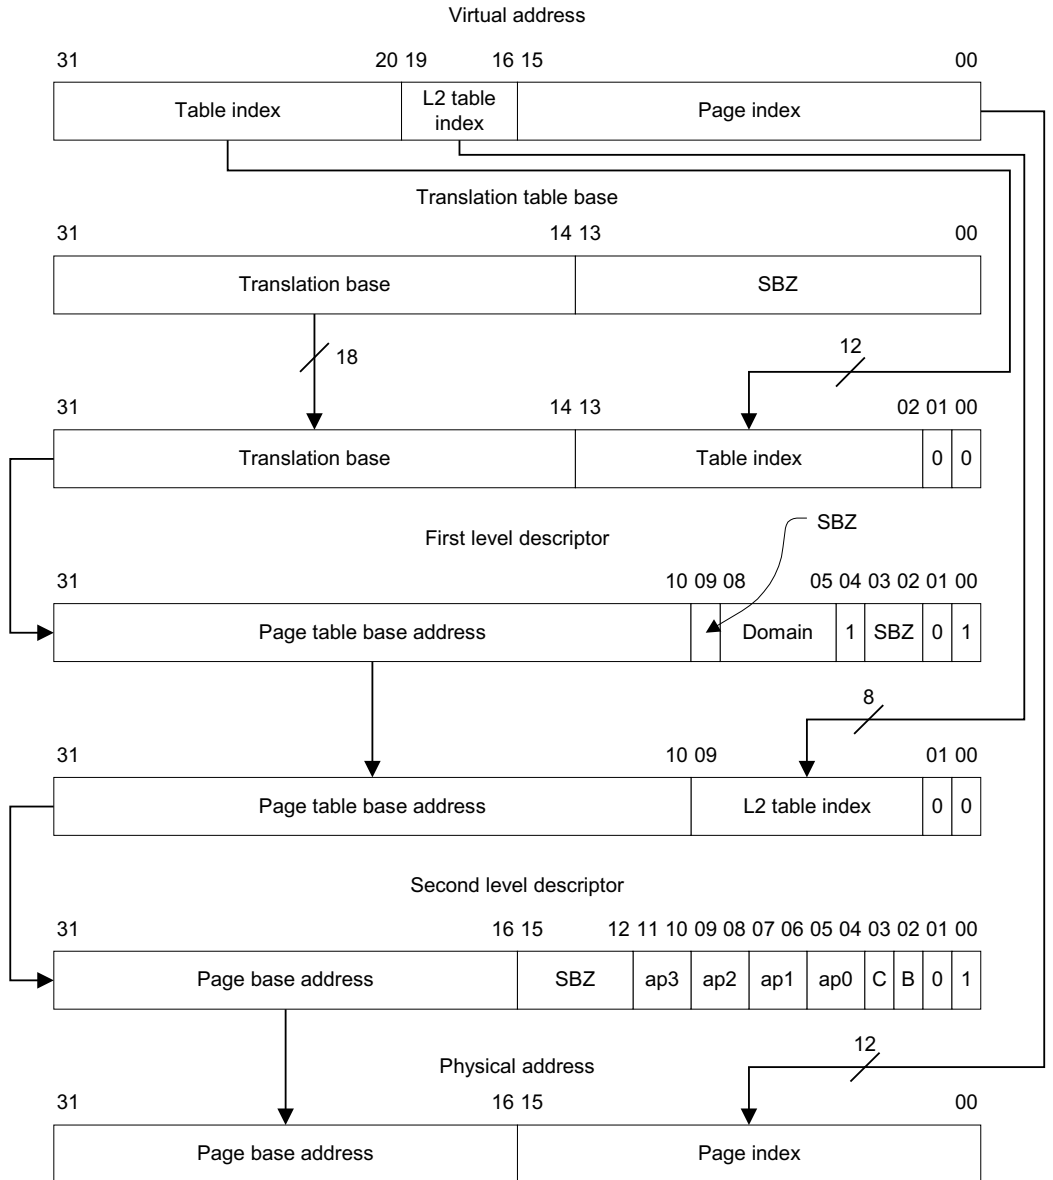 Virtual address
31 20 19 16 15 00
Table index L2 table index Page index
Translation table base
31 14 13 00
Translation base SBZ
18 12
31 14 13 02 01 00
Translation base Table index 0 0
SBZ
First level descriptor
31 10 09 08 05 04 03 02 01 00
Page table base address Domain 1 SBZ 0 1
8
31 10 09 01 00
Page table base address L2 table index 0 0
Second level descriptor
31 16 15 12 11 10 09 08 07 06 05 04 03 02 01 00
Page base address SBZ ap3 ap2 ap1 ap0 C B 0 1
12
Physical address
31 16 15 00
Page base address Page index